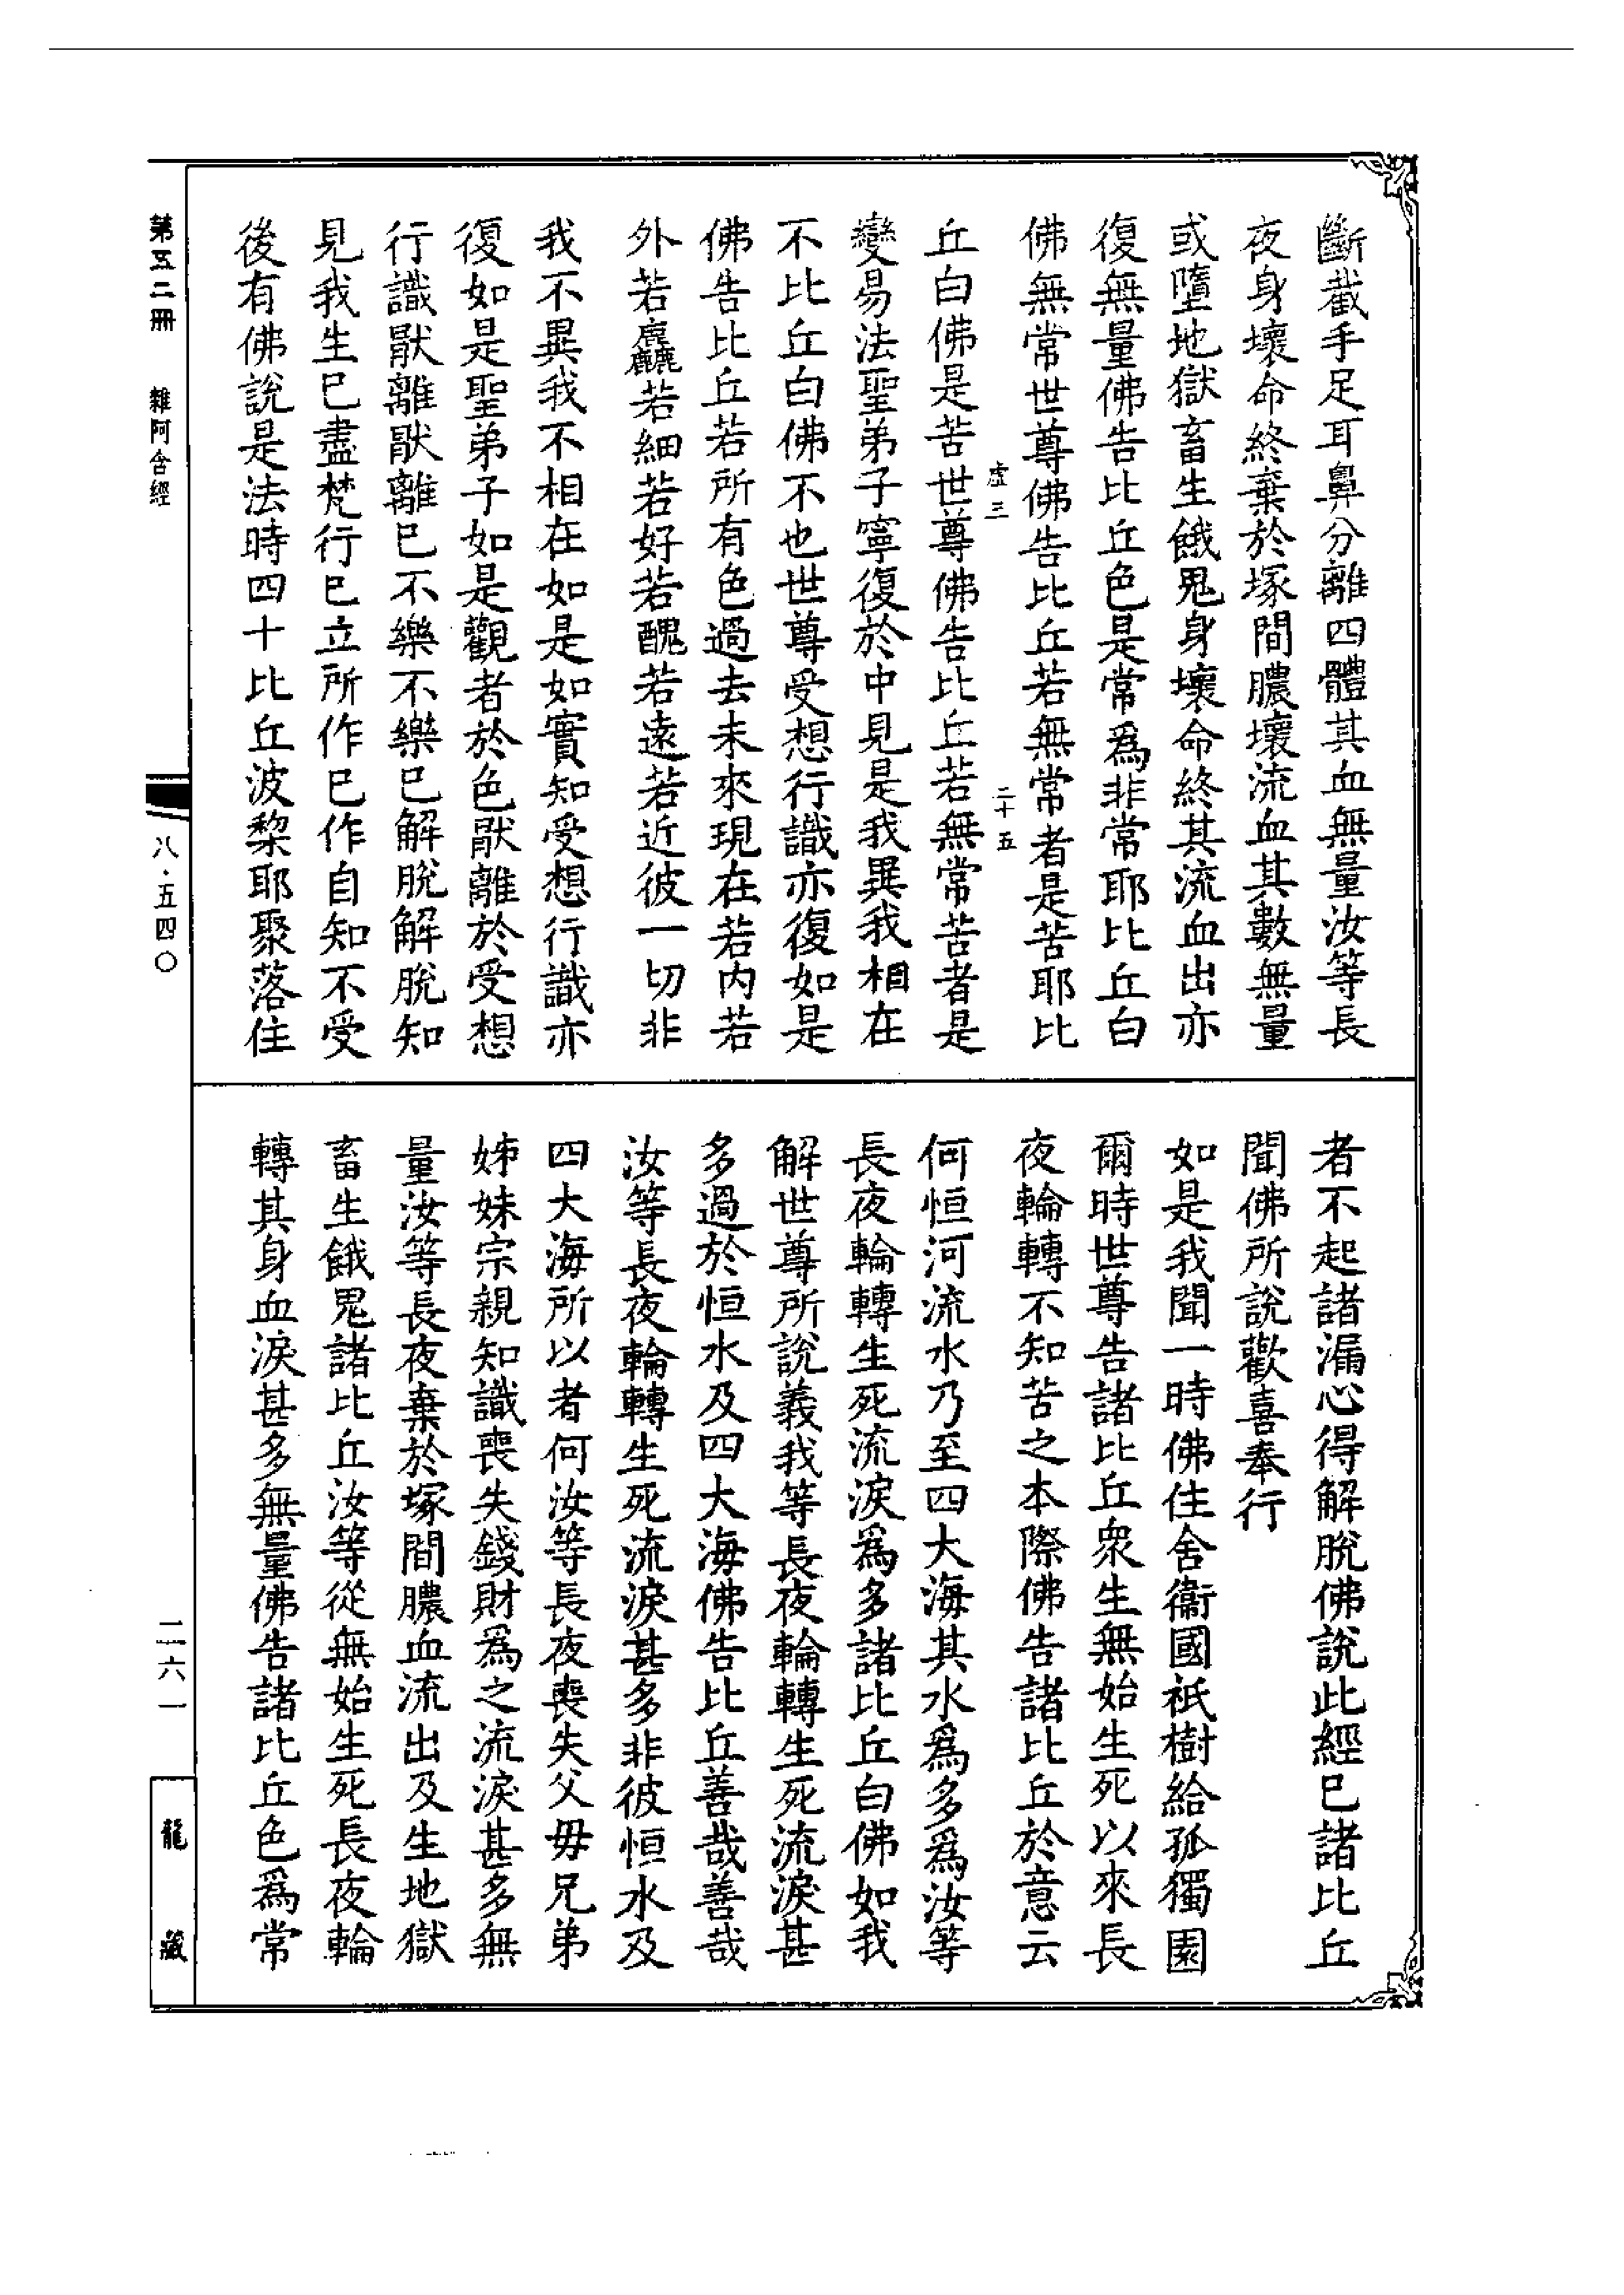 斷截手足耳鼻分離四體其血無量汝等長
夜身壞命終棄於塚間膿壞流血其數無量
或墮地獄畜生餓鬼身壞命終其流血出亦
復無量佛告比丘色是常爲非常耶比丘白
佛無常世尊佛告比丘若無常者是苦耶比
虛三
二十五
丘白佛是苦世尊佛告比丘若無常苦者是
變易法聖弟子寧復於中見是我異我相在
不比丘白佛不也世尊受想行識亦復如是
佛告比丘若所有色過去未來現在若内若
外若麤若細若好若醜若遠若近彼一切非
我不異我不相在如是如實知受想行識亦
復如是聖弟子如是觀者於色厭離於受想
行識厭離厭離已不樂不樂已解脫解脫知
見我生已盡梵行已立所作已作自知不受
後有佛說是法時四十比丘波棃耶聚落住
者不起諸漏心得解脫佛說此經已諸比丘
聞佛所說歡喜奉行
如是我聞一時佛住舍衞國祇樹給孤獨園
爾時世尊告諸比丘衆生無始生死以來長
夜輪轉不知苦之本際佛告諸比丘於意云
何恒河流水乃至四大海其水爲多爲汝等
長夜輪轉生死流淚爲多諸比丘白佛如我
解世尊所說義我等長夜輪轉生死流淚甚
多過於恒水及四大海佛告比丘善哉善哉
汝等長夜輪轉生死流淚甚多非彼恒水及
四大海所以者何汝等長夜喪失父母兄弟
姊妹宗親知識喪失錢財爲之流淚甚多無
量汝等長夜棄於塚間膿血流出及生地獄
畜生餓鬼諸比丘汝等從無始生死長夜輪
轉其身血淚甚多無量佛告諸比丘色爲常
第五二冊　雜阿含經
八·五四〇
二六一
龍藏